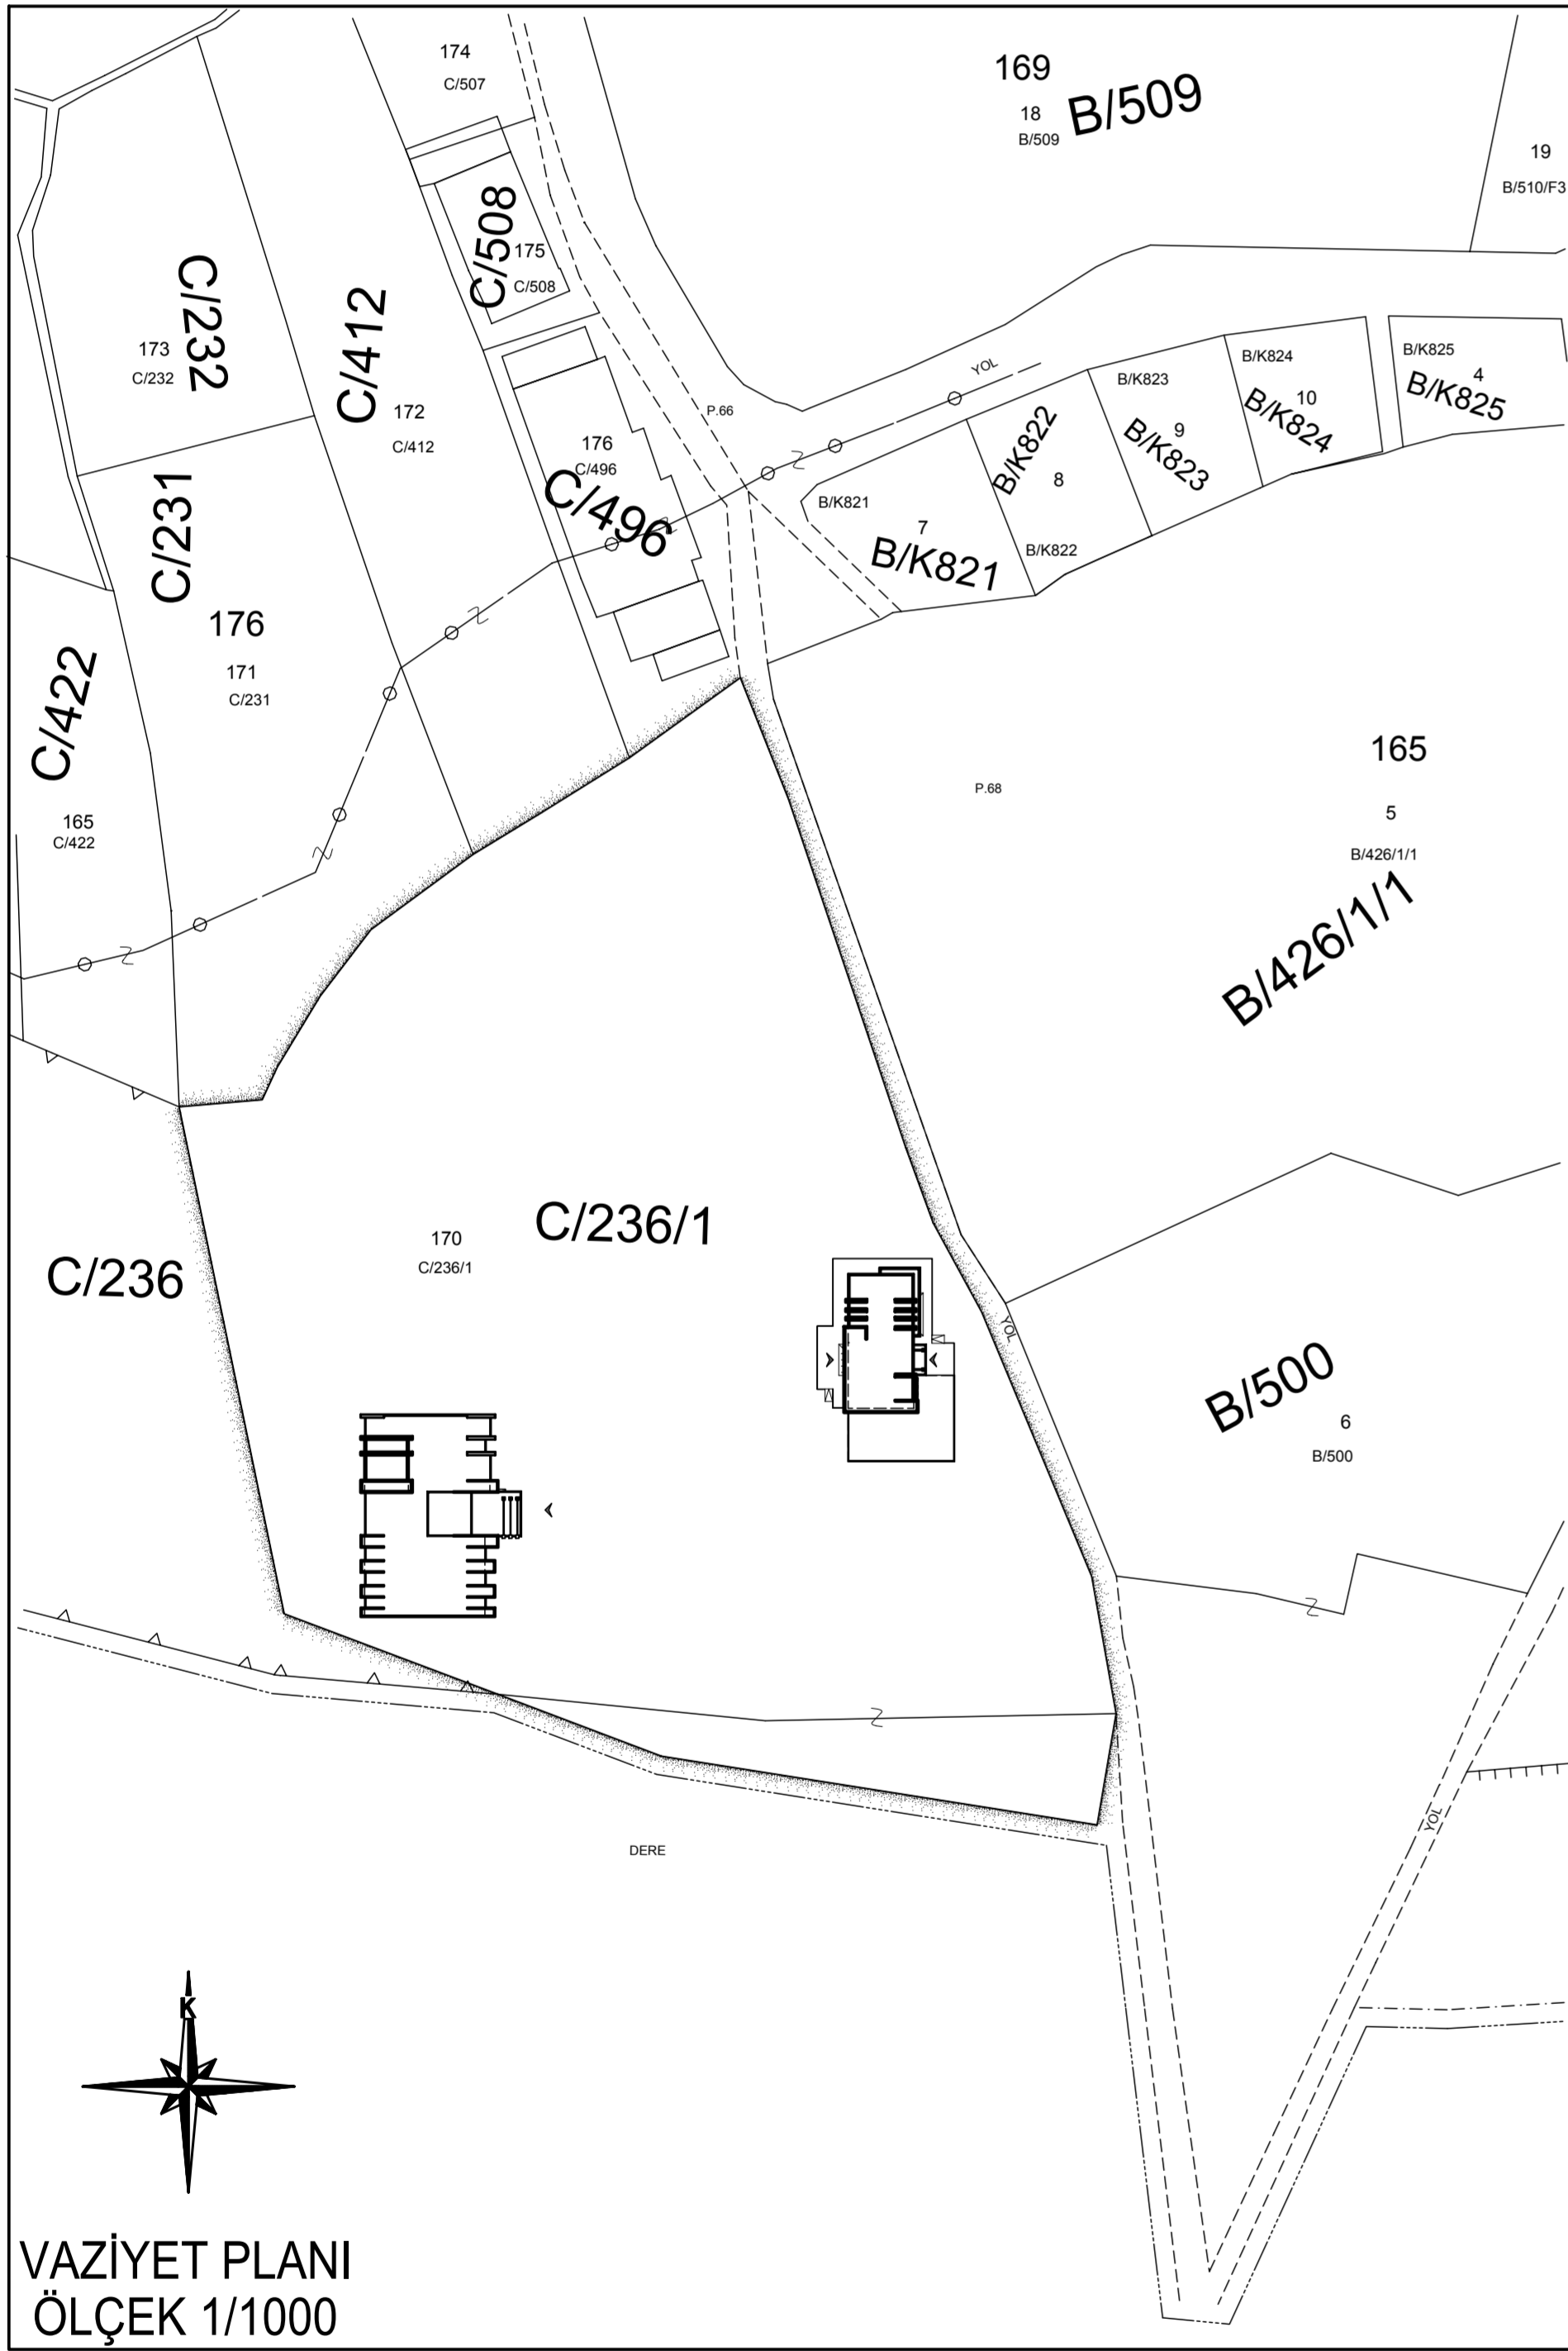 174
C/507
169
18
B/509
B/509
19
B/510/F3
C/508
175
C/508
C/232
173
C/232
C/412
172
C/412
176
C/496
C/496
P.66
YOL
B/K821
7
B/K821
B/K822
8
B/K822
B/K823
9
B/K823
B/K824
10
B/K824
B/K825
4
B/K825
C/231
176
171
C/231
C/422
165
C/422
P.68
165
5
B/426/1/1
B/426/1/1
C/236
170
C/236/1
C/236/1
YOL
B/500
6
B/500
YOL
DERE
K
VAZİYET PLANI
ÖLÇEK 1/1000